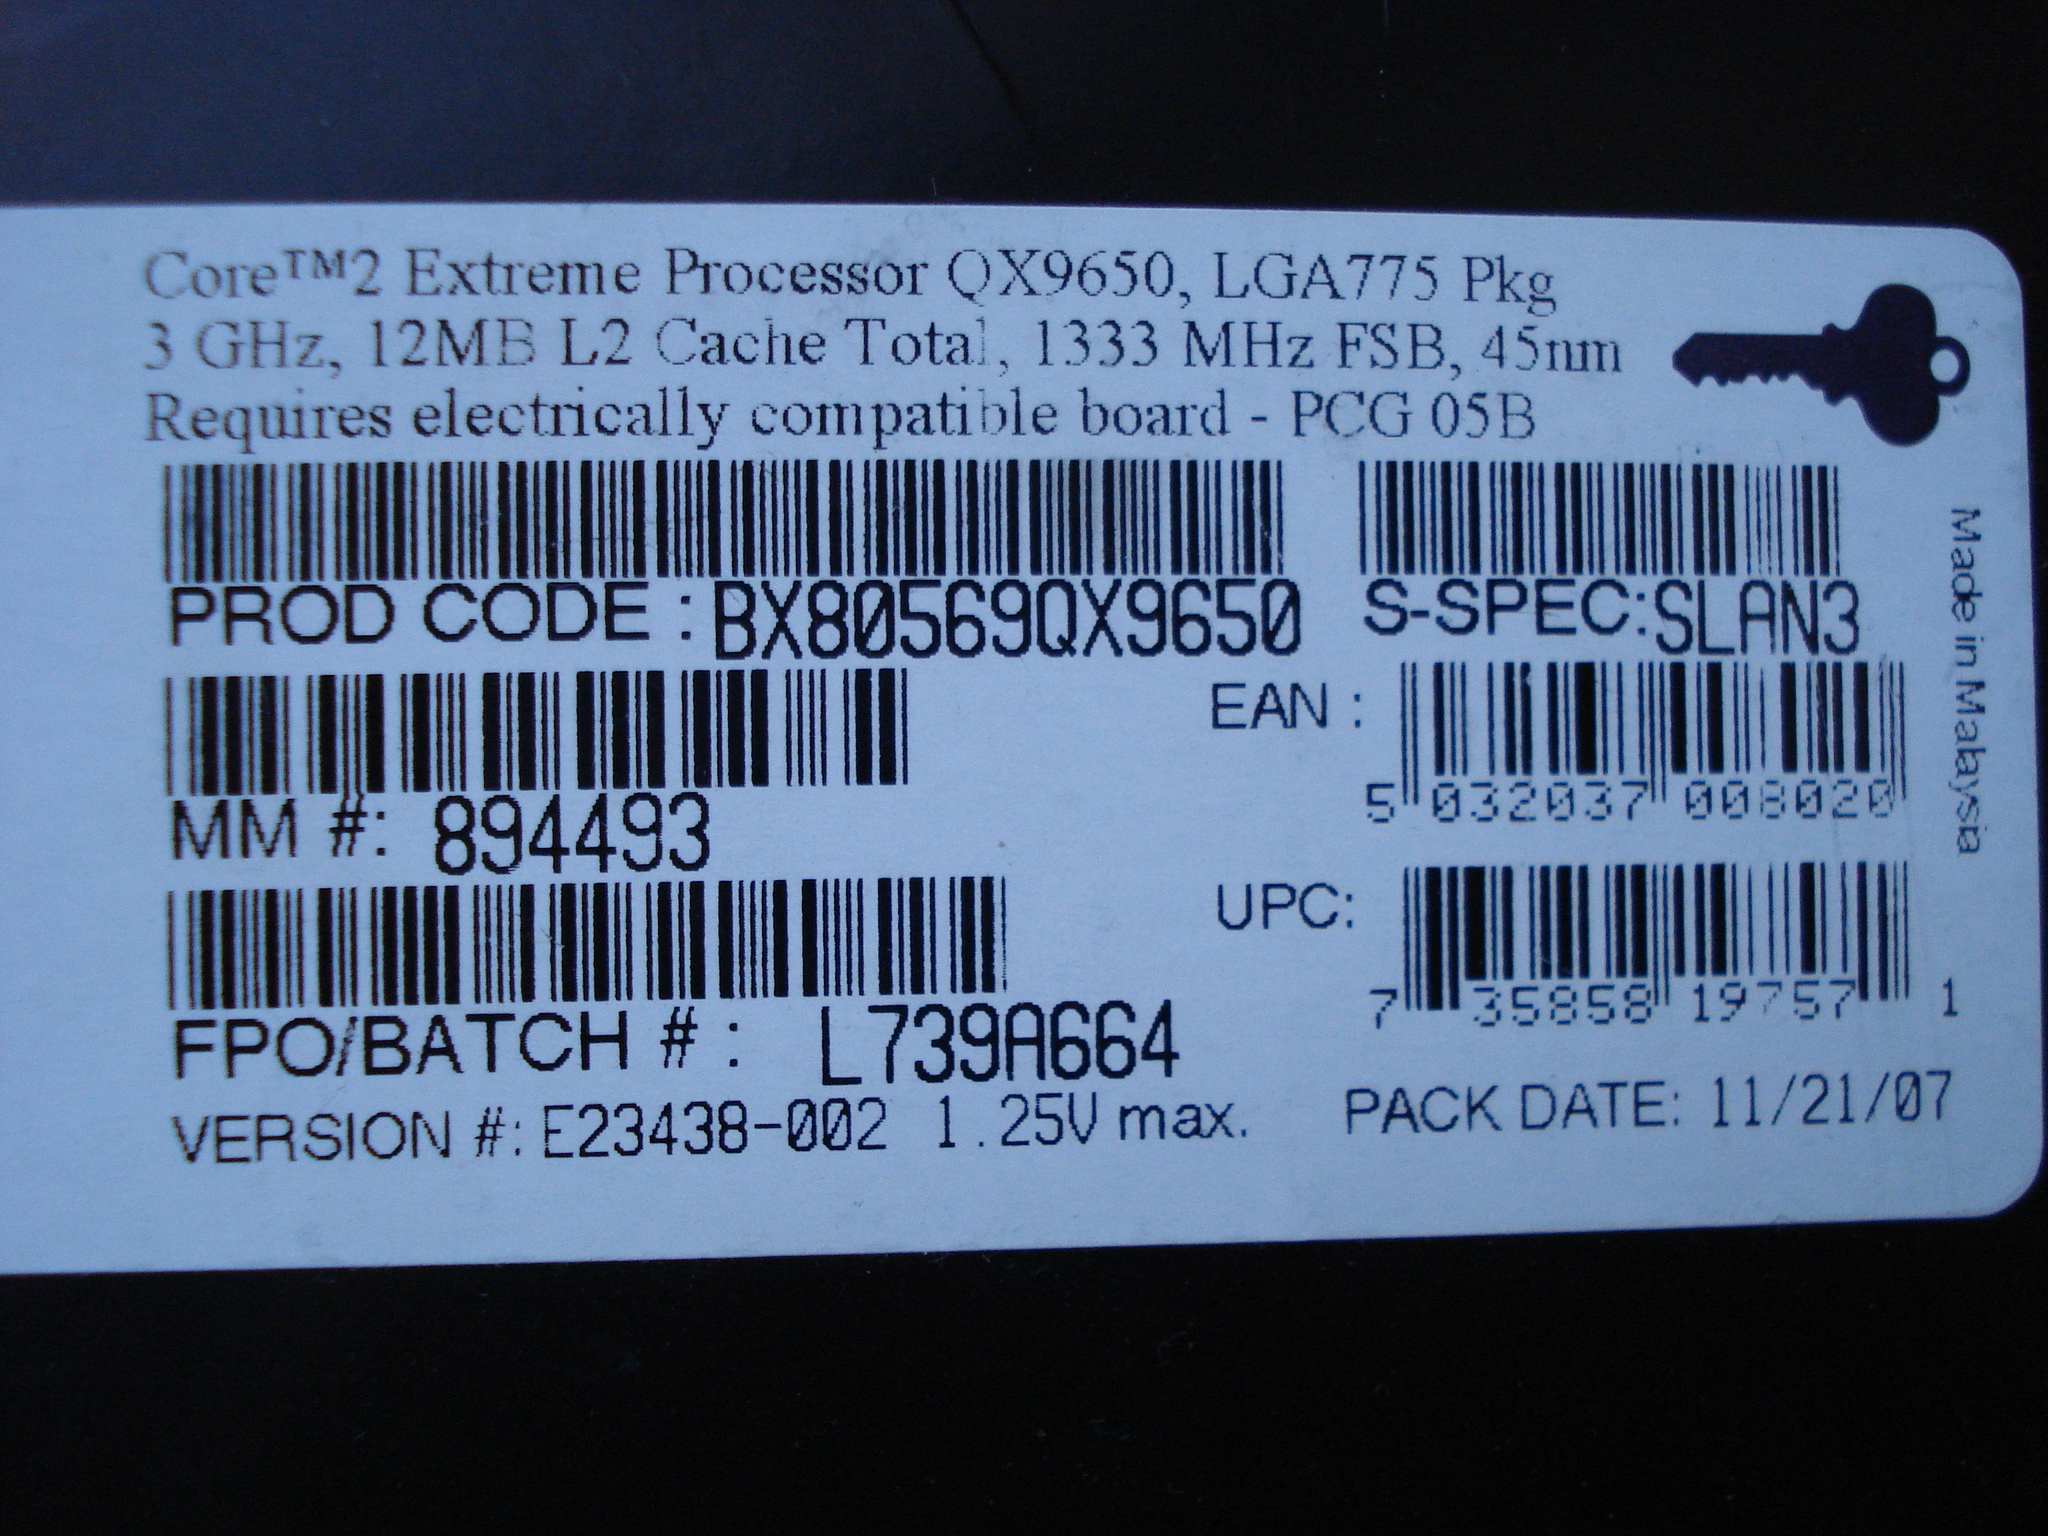 Core™2 Extreme Processor QX9650, LGA775 Pkg
3 GHz, 12MB L2 Cache Total, 1333 MHz FSB, 45nm
Requires electrically compatible board - PCG 05B
PROD CODE : BX80569QX9650 S-SPEC:SLAN3
EAN :
5 032037 008020
MM #: 894493
UPC:
7 35858 19757 1
FPO/BATCH # : L739A664
VERSION #: E23438-002 1.25V max. PACK DATE: 11/21/07
Made in Malaysia